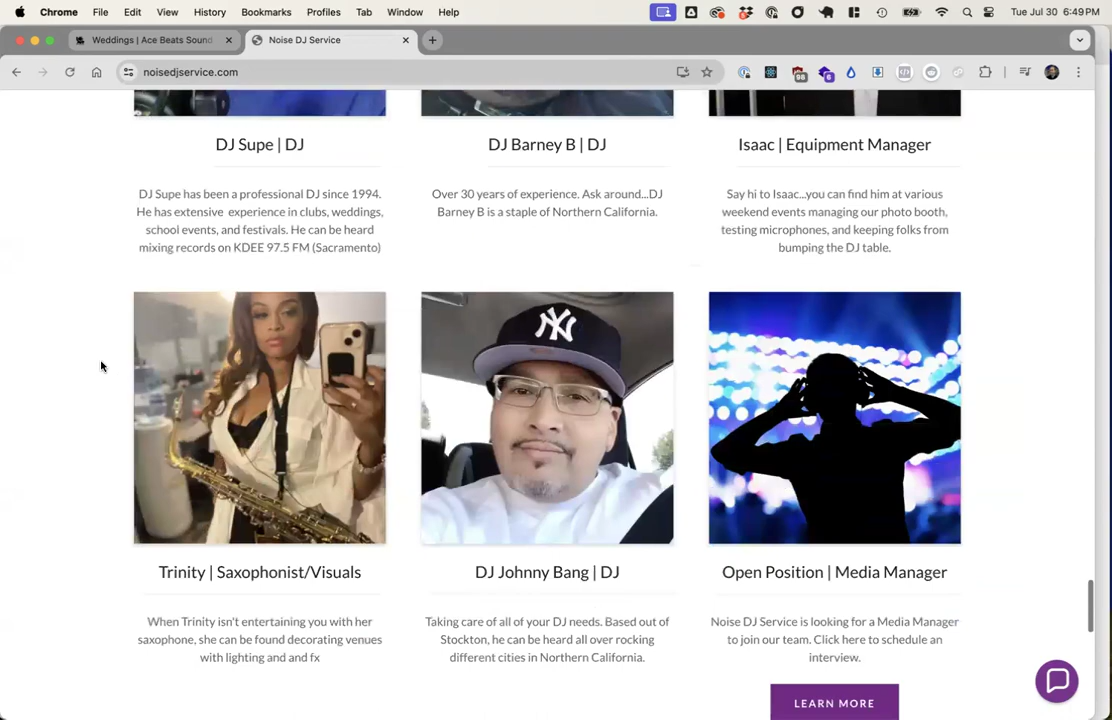 Chrome File Edit View History Bookmarks Profiles Tab Window Help Tue Jul 30 6:49 PM
Weddings | Ace Beats Sound
Noise DJ Service
noisedjservice.com
DJ Supe | DJ
DJ Supe has been a professional DJ since 1994.
He has extensive experience in clubs, weddings,
school events, and festivals. He can be heard
mixing records on KDEE 97.5 FM (Sacramento)
DJ Barney B | DJ
Over 30 years of experience. Ask around...DJ
Barney B is a staple of Northern California.
Isaac | Equipment Manager
Say hi to Isaac...you can find him at various
weekend events managing our photo booth,
testing microphones, and keeping folks from
bumping the DJ table.
Trinity | Saxophonist/Visuals
When Trinity isn't entertaining you with her
saxophone, she can be found decorating venues
with lighting and and fx
DJ Johnny Bang | DJ
Taking care of all of your DJ needs. Based out of
Stockton, he can be heard all over rocking
different cities in Northern California.
Open Position | Media Manager
Noise DJ Service is looking for a Media Manager
to join our team. Click here to schedule an
interview.
LEARN MORE